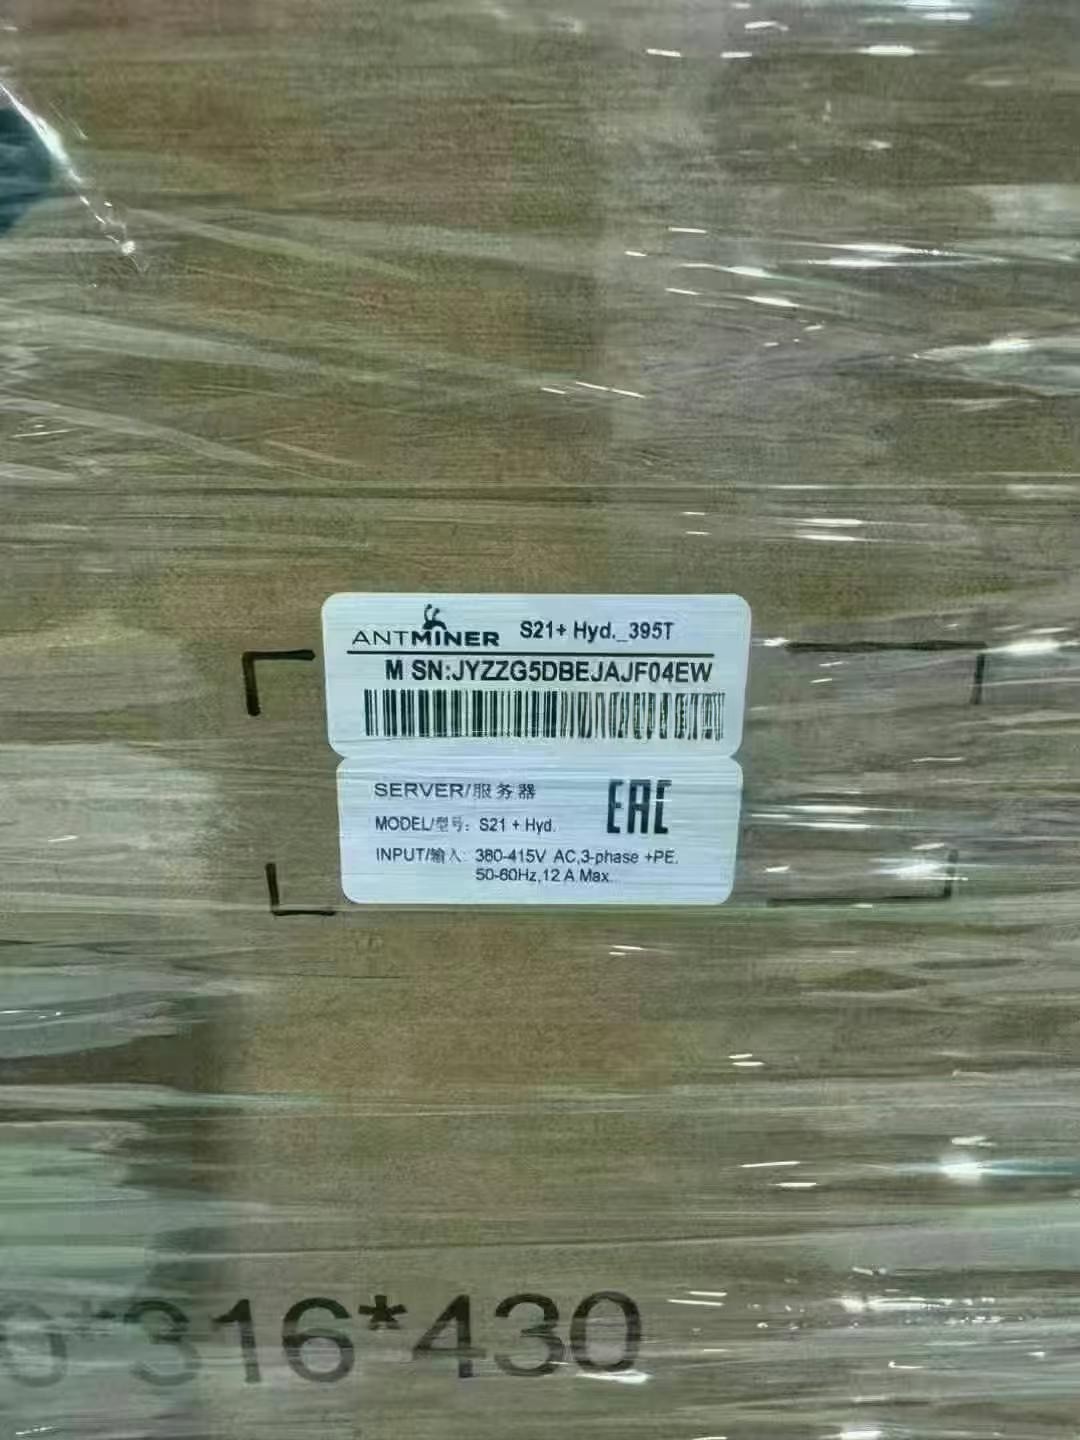 ANTMINER S21+ Hyd._395T
M SN:JYZZG5DBEJAJF04EW
SERVER/服务器
EAC
MODEL/型号: S21 + Hyd.
INPUT/输入: 380-415V AC,3-phase +PE.
50-60Hz,12 A Max.
0*316*430